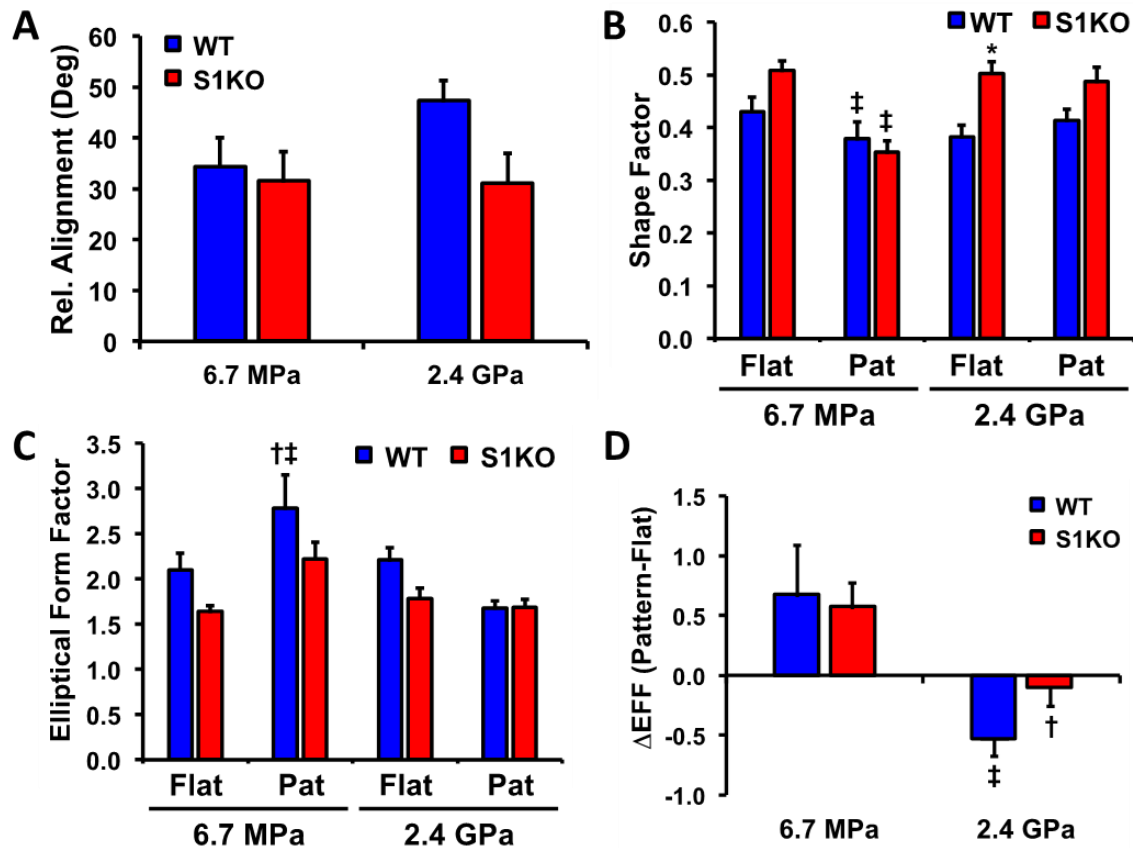 A
Rel. Alignment (Deg)
60
50
40
30
20
10
0
WT
S1KO
6.7 MPa 2.4 GPa
B
Shape Factor
0.6
0.5
0.4
0.3
0.2
0.1
0.0
WT S1KO
*
‡ ‡
Flat Pat Flat Pat
6.7 MPa 2.4 GPa
C
Elliptical Form Factor
3.5
3.0
2.5
2.0
1.5
1.0
0.5
0.0
WT S1KO
†‡
Flat Pat Flat Pat
6.7 MPa 2.4 GPa
D
ΔEFF (Pattern-Flat)
1.5
1.0
0.5
0.0
-0.5
-1.0
WT
S1KO
†
‡
6.7 MPa 2.4 GPa